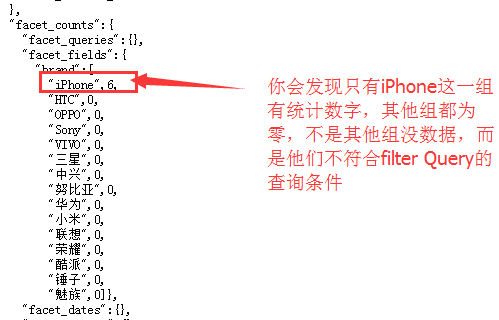 },
"facet_counts":{
"facet_queries":{},
"facet_fields":{
"brand":[
"iPhone",6,
"HTC",0,
"OPPO",0,
"Sony",0,
"VIVO",0,
"三星",0,
"中兴",0,
"努比亚",0,
"华为",0,
"小米",0,
"联想",0,
"荣耀",0,
"酷派",0,
"锤子",0,
"魅族",0]},
"facet_dates":{},
你会发现只有iPhone这一组
有统计数字，其他组都为
零，不是其他组没数据，而
是他们不符合filter Query的
查询条件